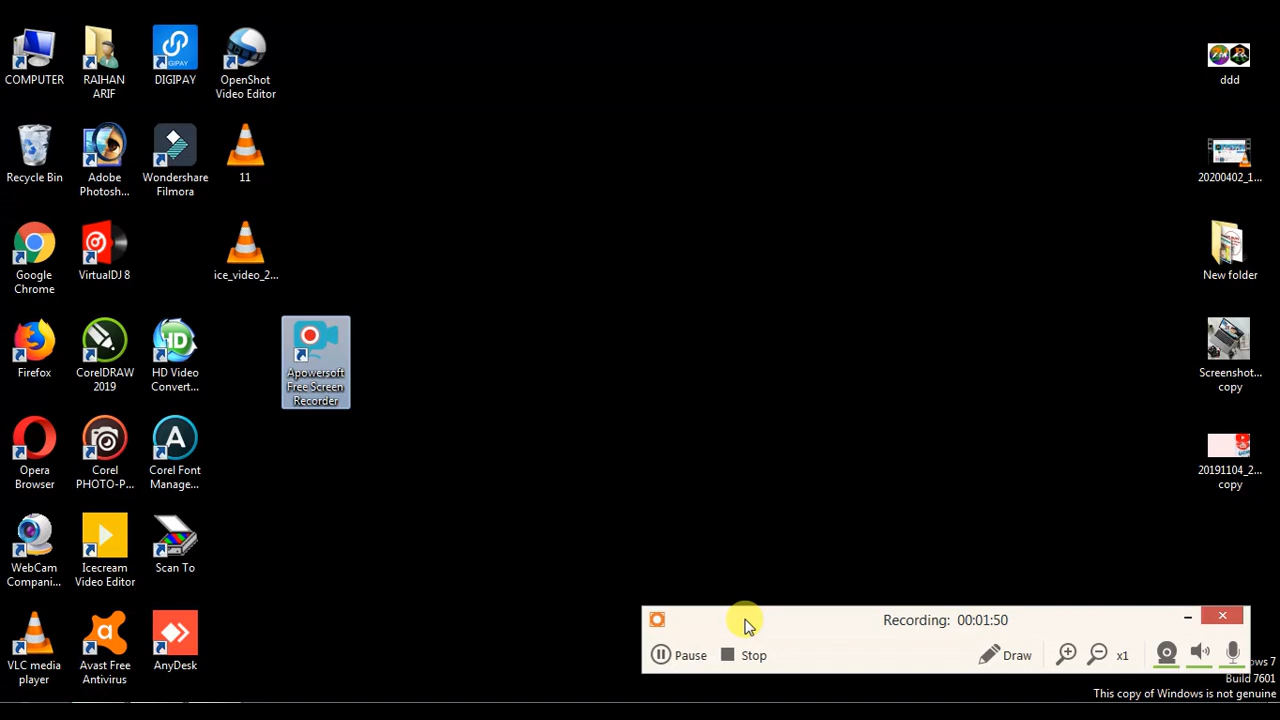 COMPUTER
RAIHAN
ARIF
DIGIPAY
OpenShot
Video Editor
ddd
Recycle Bin
Adobe
Photosh...
Wondershare
Filmora
11
20200402_1...
Google
Chrome
VirtualDJ 8
ice_video_2...
New folder
Firefox
CorelDRAW
2019
HD
HD Video
Convert...
Apowersoft
Free Screen
Recorder
Screenshot...
copy
Opera
Browser
Corel
PHOTO-P...
Corel Font
Manage...
20191104_2...
copy
WebCam
Compani...
Icecream
Video Editor
Scan To
VLC media
player
Avast Free
Antivirus
AnyDesk
Recording: 00:01:50
Pause
Stop
Draw
x1
ws 7
Build 7601
This copy of Windows is not genuine